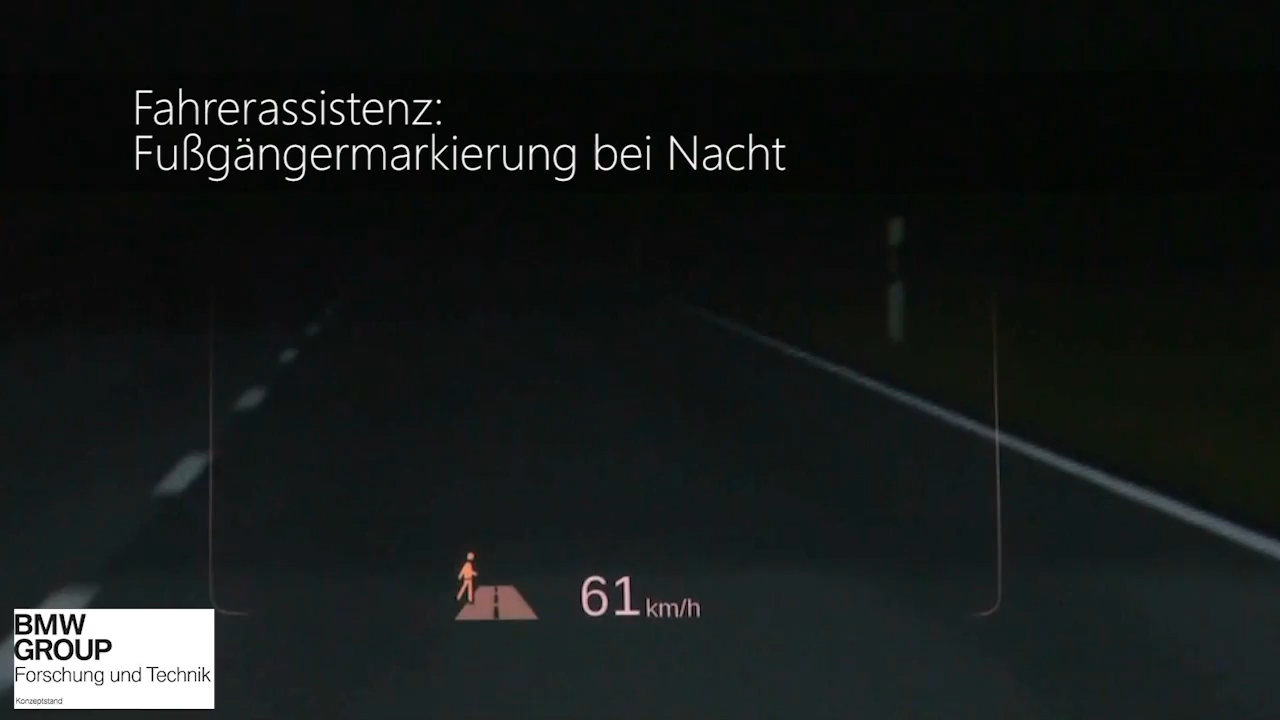 Fahrerassistenz:
Fußgängermarkierung bei Nacht
61 km/h
BMW
GROUP
Forschung und Technik
Konzeptstand